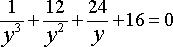 1/y³ + 12/y² + 24/y + 16 = 0